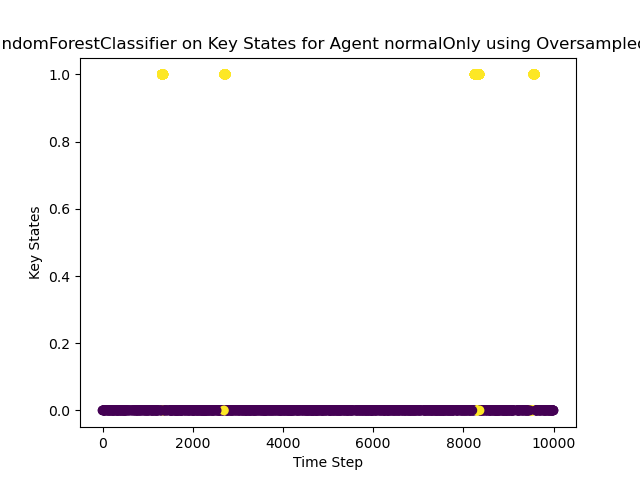 ndomForestClassifier on Key States for Agent normalOnly using Oversampled
1.0
0.8
0.6
0.4
0.2
0.0
Key States
0 2000 4000 6000 8000 10000
Time Step